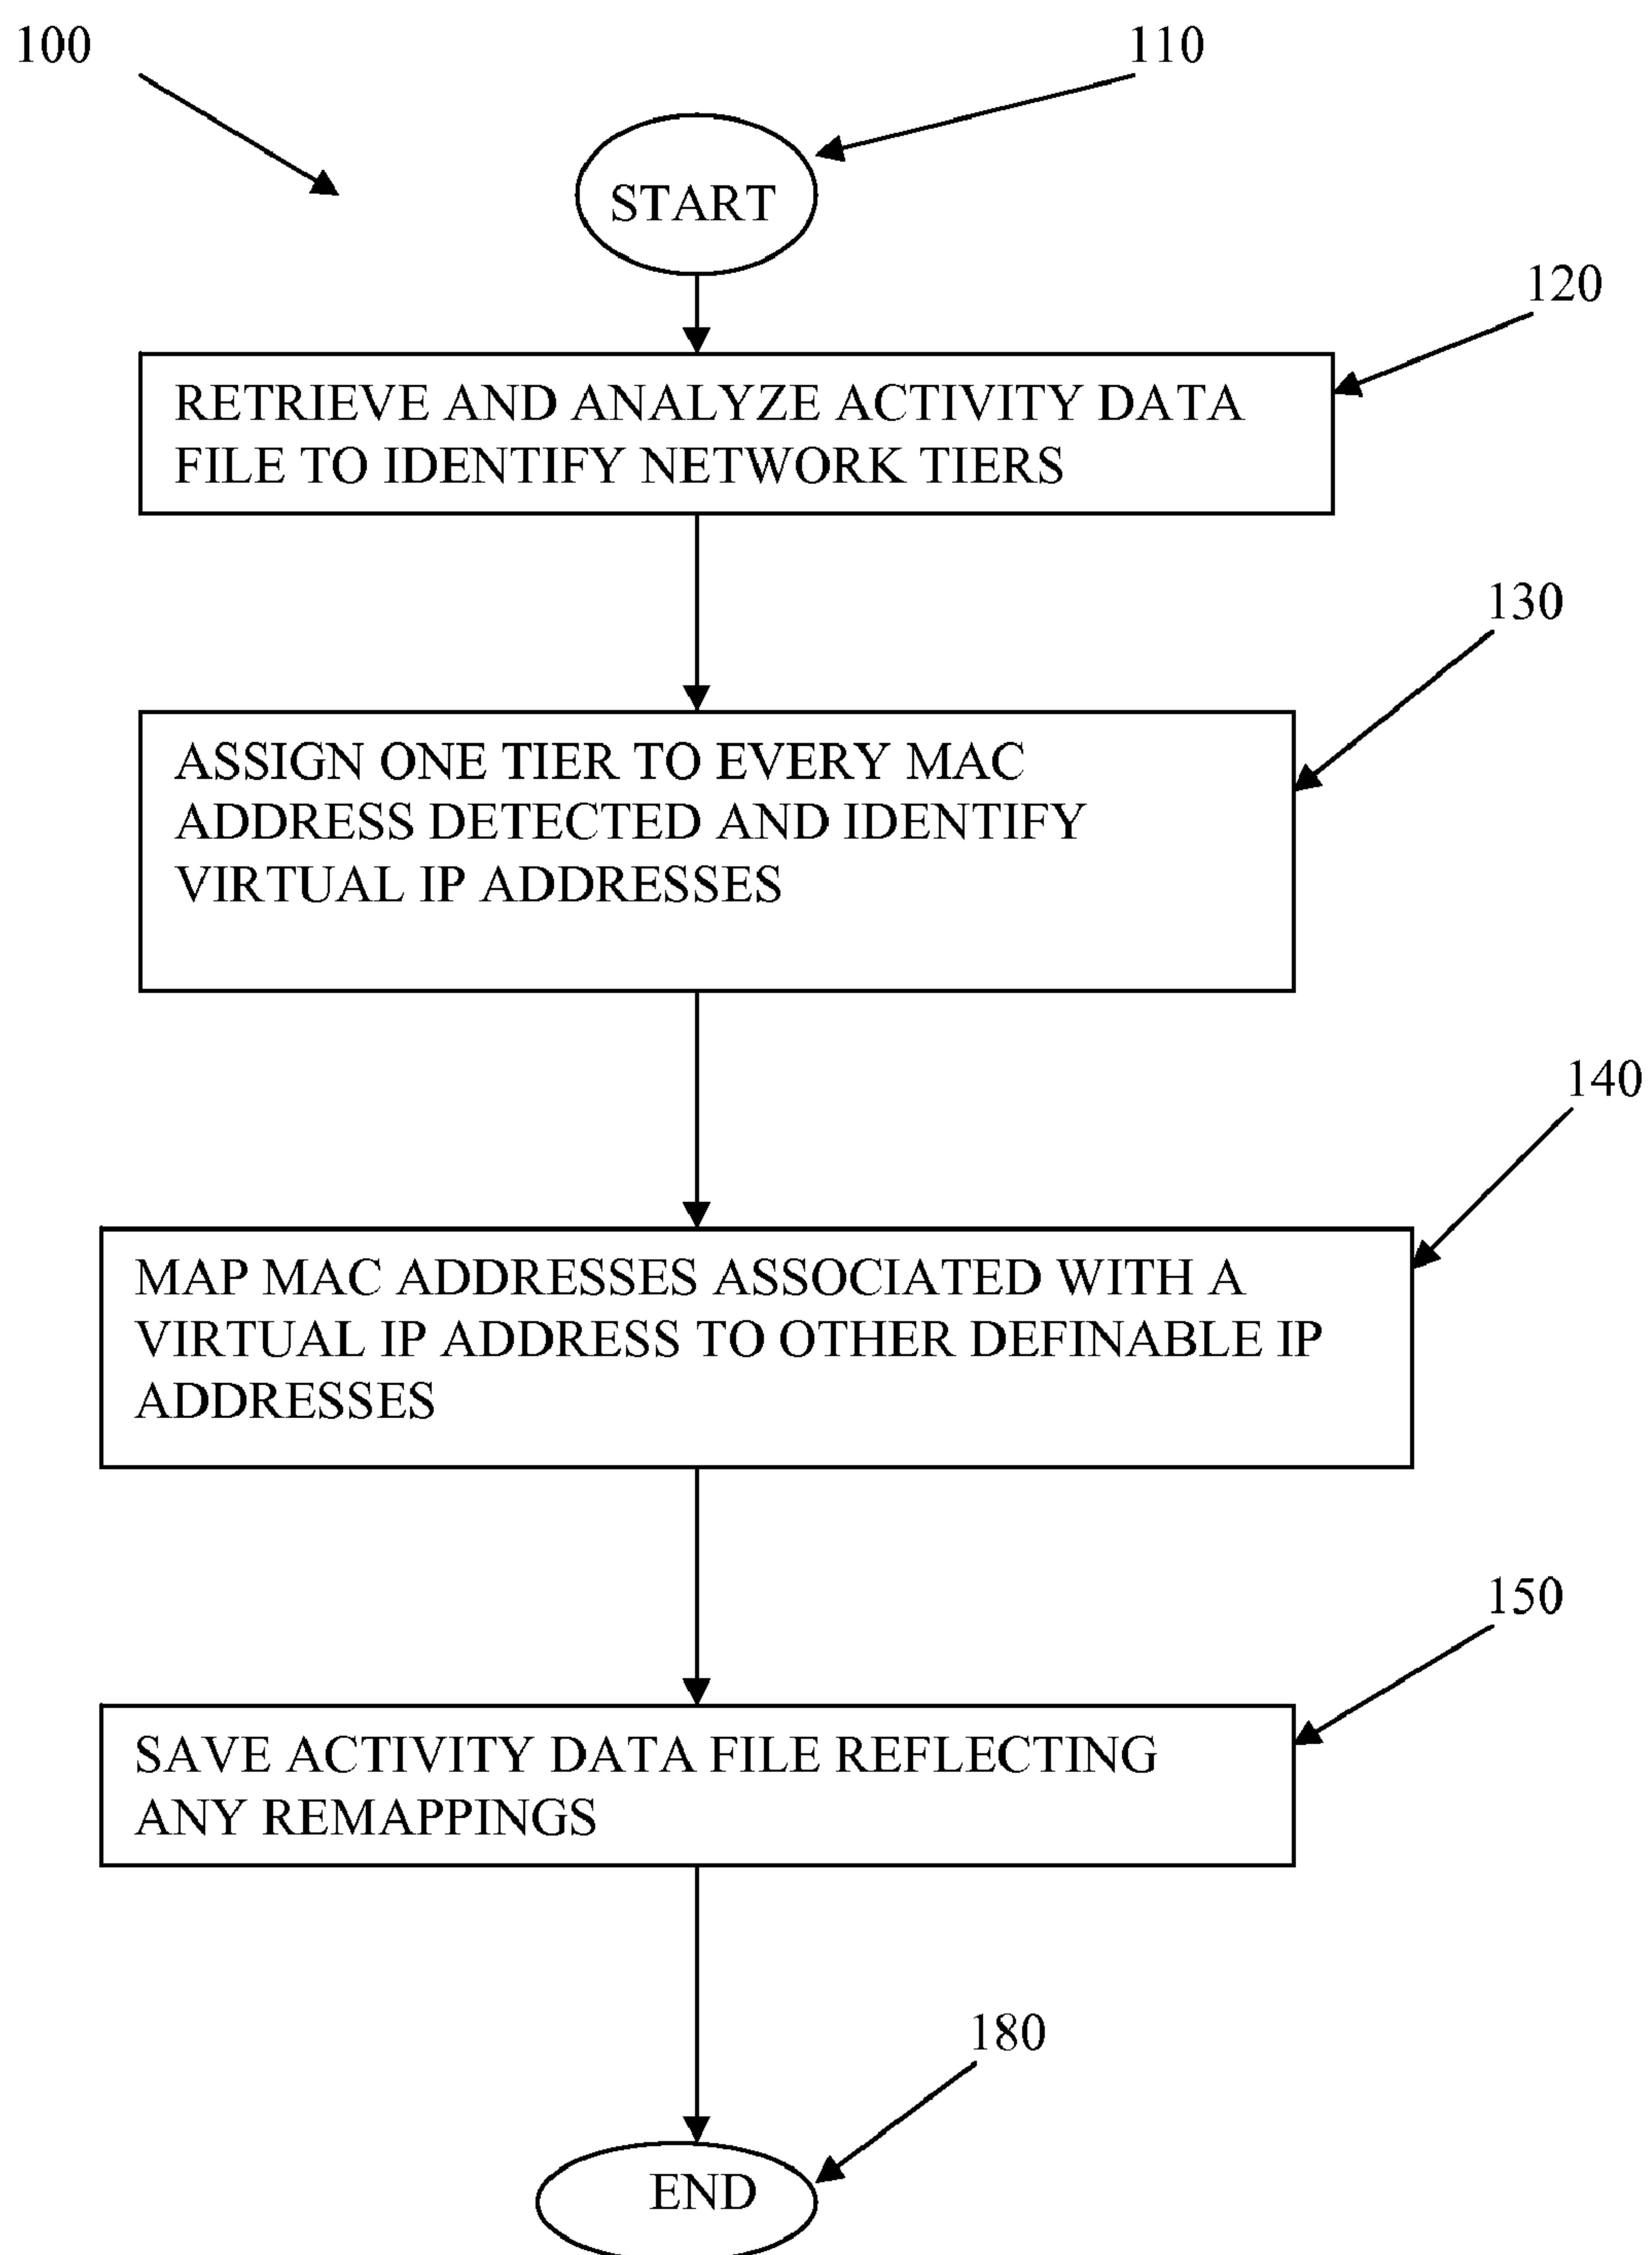 100
110
START
120
RETRIEVE AND ANALYZE ACTIVITY DATA
FILE TO IDENTIFY NETWORK TIERS
130
ASSIGN ONE TIER TO EVERY MAC
ADDRESS DETECTED AND IDENTIFY
VIRTUAL IP ADDRESSES
140
MAP MAC ADDRESSES ASSOCIATED WITH A
VIRTUAL IP ADDRESS TO OTHER DEFINABLE IP
ADDRESSES
150
SAVE ACTIVITY DATA FILE REFLECTING
ANY REMAPPINGS
180
END